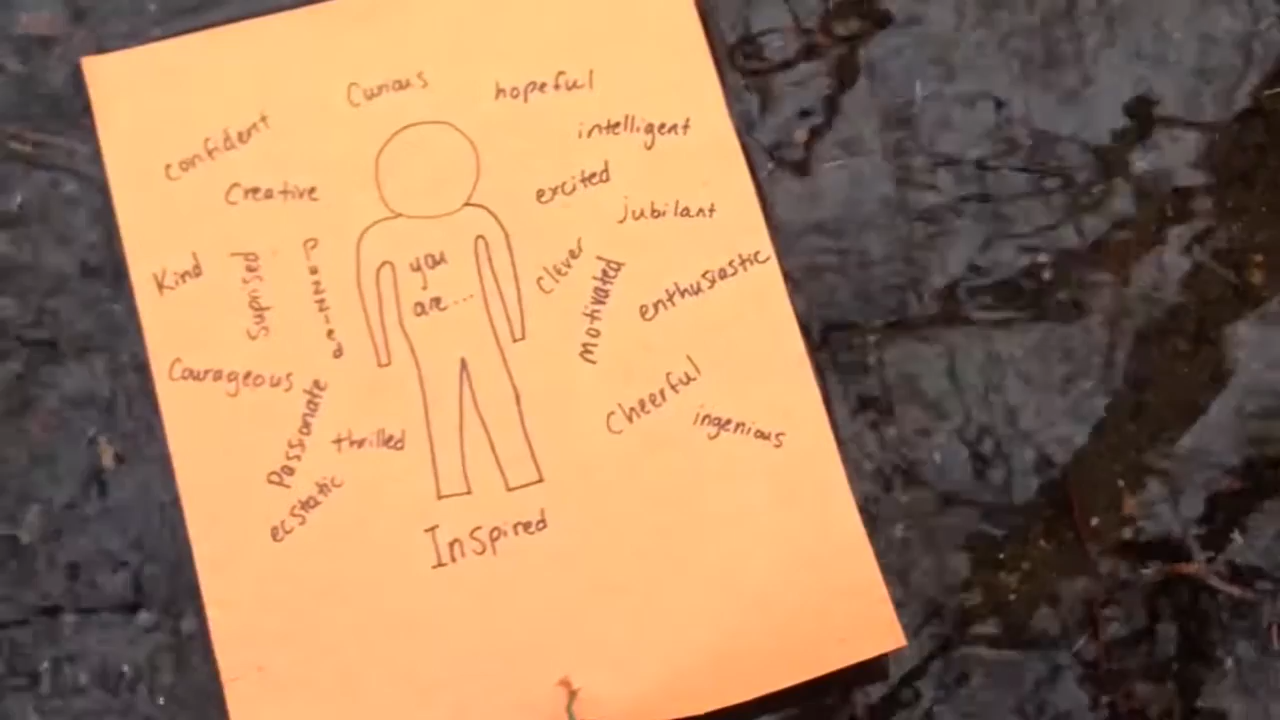 Curious
hopeful
confident
intelligent
Creative
excited
jubilant
Kind
Suprised
you
are...
clever
motivated
enthusiastic
Courageous
Passionate
thrilled
Cheerful
ingenious
ecstatic
Inspired